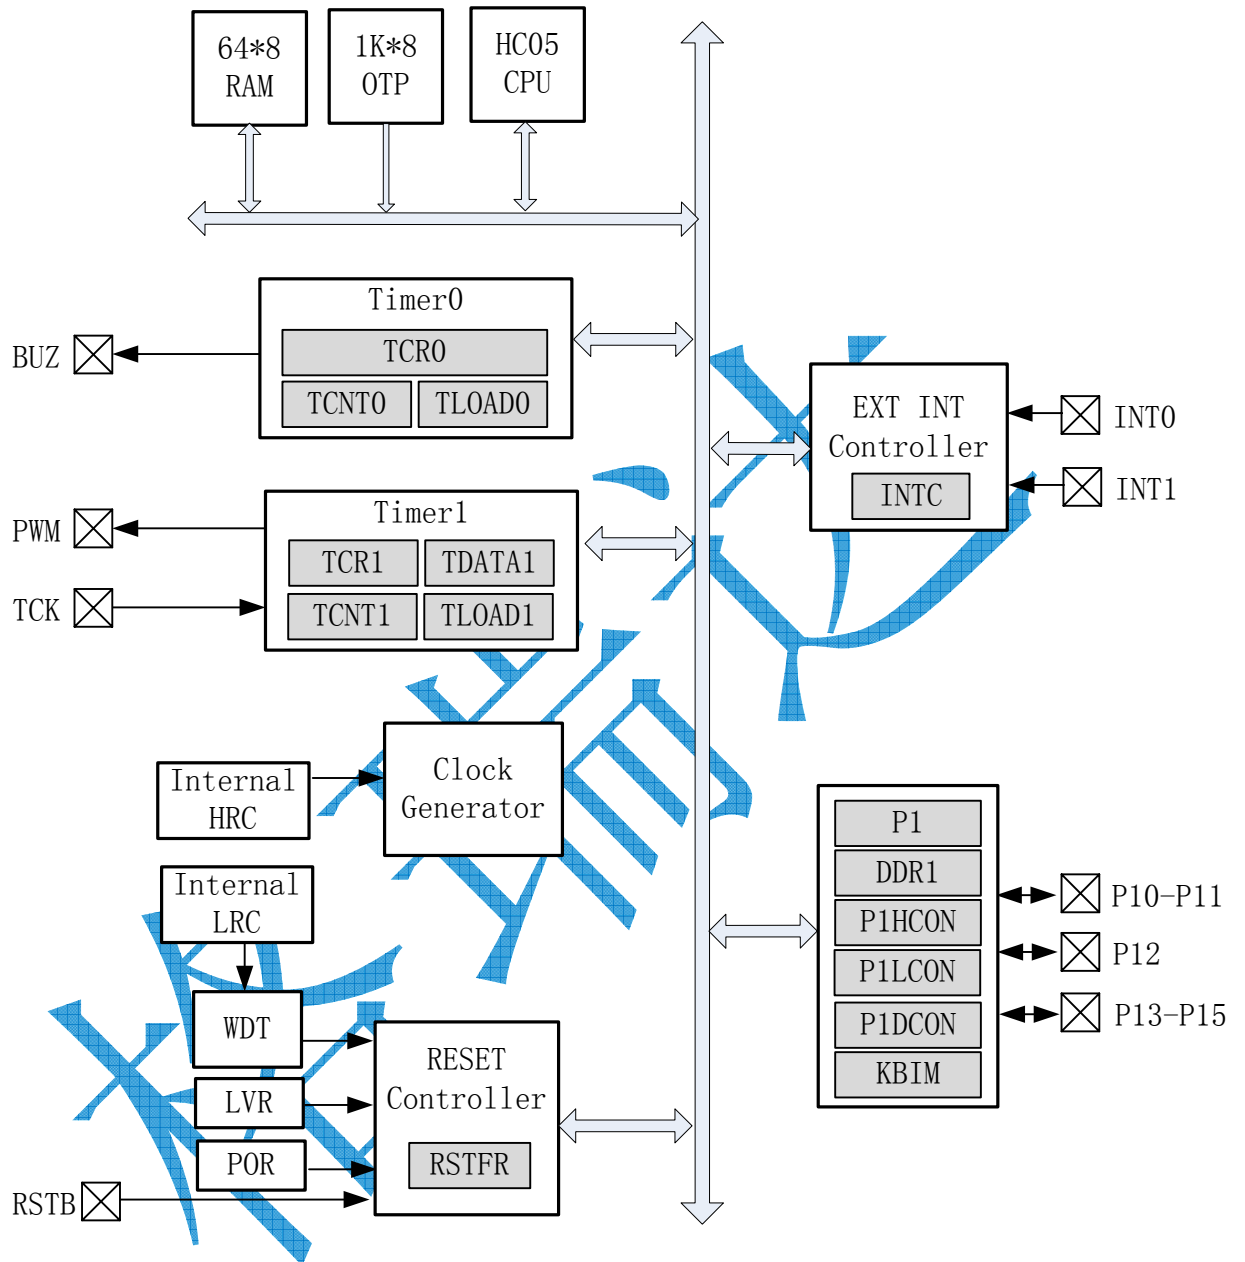 64*8
RAM
1K*8
OTP
HC05
CPU
Timer0
TCR0
TCNT0
TLOAD0
BUZ
EXT INT
Controller
INTC
INT0
INT1
Timer1
TCR1
TDATA1
TCNT1
TLOAD1
PWM
TCK
Internal
HRC
Clock
Generator
Internal
LRC
WDT
LVR
POR
RSTB
RESET
Controller
RSTFR
P1
DDR1
P1HCON
P1LCON
P1DCON
KBIM
P10-P11
P12
P13-P15